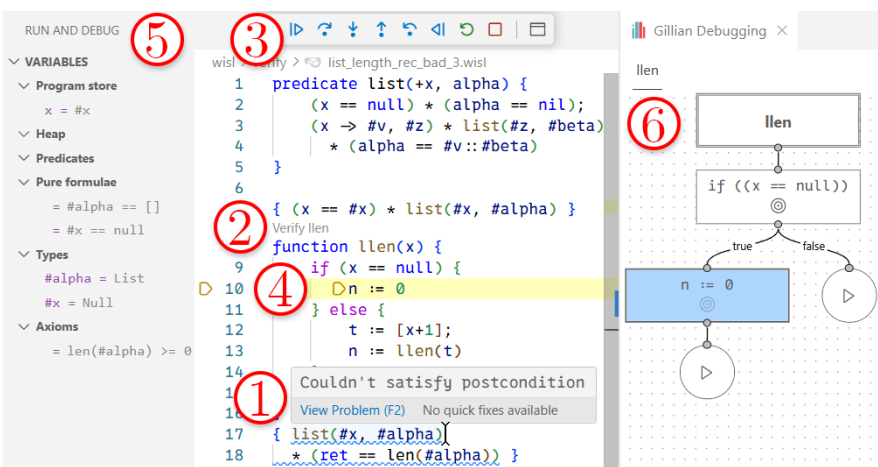 RUN AND DEBUG
5
VARIABLES
Program store
x = #x
Heap
Predicates
Pure formulae
= #alpha == []
= #x == null
Types
#alpha = List
#x = Null
Axioms
= len(#alpha) >= 0
3
wisl > > list_length_rec_bad_3.wisl
1 predicate list(+x, alpha) {
2 (x == null) * (alpha == nil);
3 (x → #v, #z) * list(#z, #beta)
4 * (alpha == #v::#beta)
5 }
6
{ (x == #x) * list(#x, #alpha) }
2
Verify llen
function llen(x) {
9 if (x == null) {
10 4 n := 0
11 } else {
12 t := [x+1];
13 n := llen(t)
14
1
Couldn't satisfy postcondition
View Problem (F2) No quick fixes available
17 { list(#x, #alpha)
18 * (ret == len(#alpha)) }
Gillian Debugging ×
llen
6
llen
if ((x == null))
true false
n := 0